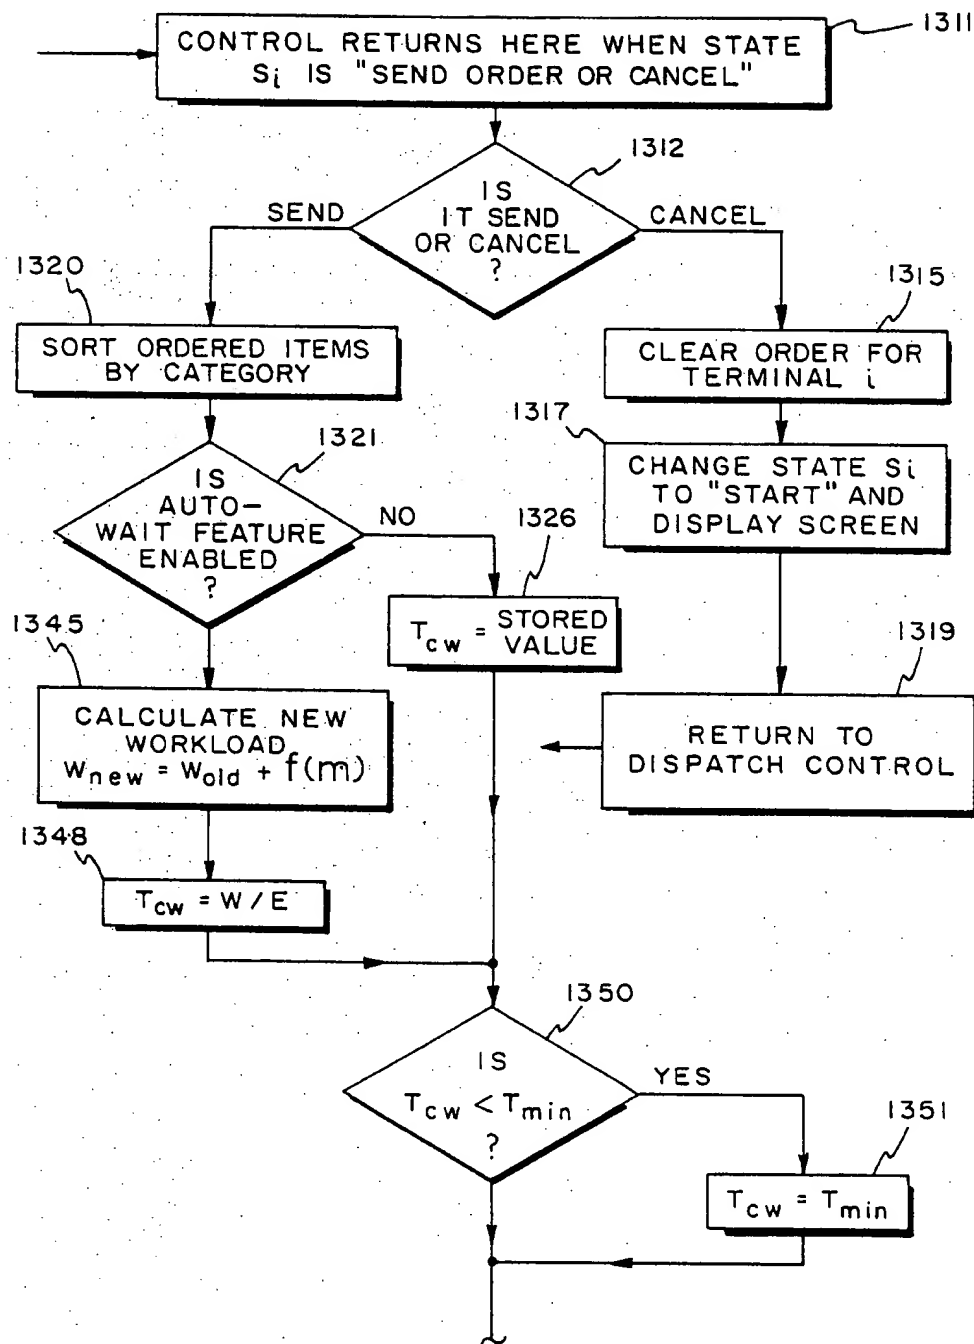 1311
CONTROL RETURNS HERE WHEN STATE
Si IS "SEND ORDER OR CANCEL"
1312
IS
IT SEND
OR CANCEL
?
SEND
CANCEL
1320
SORT ORDERED ITEMS
BY CATEGORY
1315
CLEAR ORDER FOR
TERMINAL i
1317
CHANGE STATE Si
TO "START" AND
DISPLAY SCREEN
1321
IS
AUTO-
WAIT FEATURE
ENABLED
?
NO
1326
Tcw = STORED
VALUE
1345
CALCULATE NEW
WORKLOAD
Wnew = Wold + f(m)
1319
RETURN TO
DISPATCH CONTROL
1348
Tcw = W / E
1350
IS
Tcw < Tmin
?
YES
1351
Tcw = Tmin